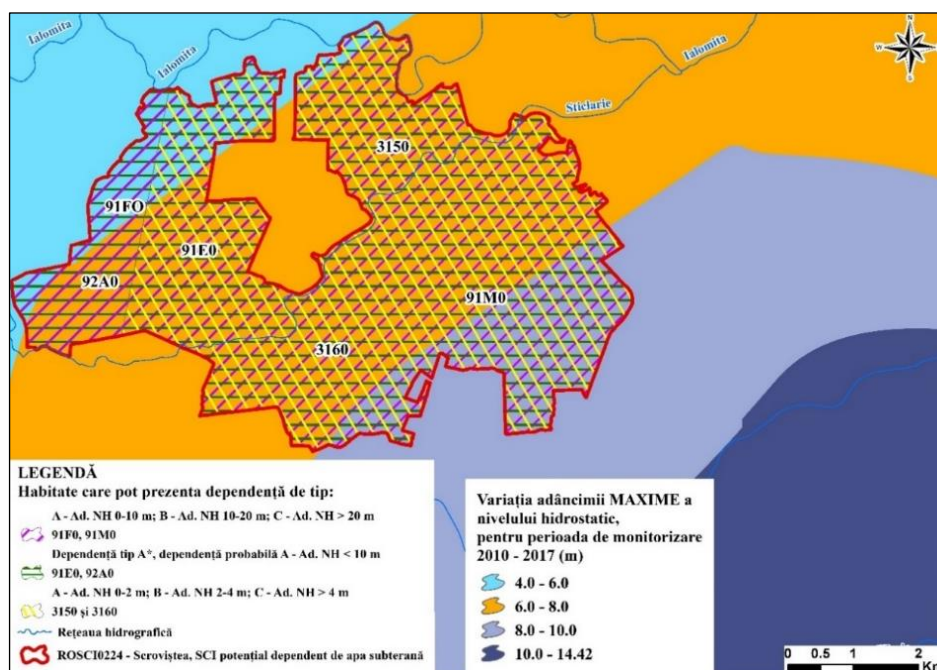 Ialomita
Ialomita
Ialomita
Sticlarie
N
W
E
S
3150
91FO
91E0
92A0
91M0
3160
LEGENDĂ
Habitate care pot prezenta dependență de tip:
A - Ad. NH 0-10 m; B - Ad. NH 10-20 m; C - Ad. NH > 20 m
91F0, 91M0
Dependență tip A*, dependență probabilă A - Ad. NH < 10 m
91E0, 92A0
A - Ad. NH 0-2 m; B - Ad. NH 2-4 m; C - Ad. NH > 4 m
3150 și 3160
Rețeaua hidrografică
ROSCI0224 - Scroviștea, SCI potențial dependent de apa subterană
Variația adâncimii MAXIME a
nivelului hidrostatic,
pentru perioada de monitorizare
2010 - 2017 (m)
4.0 - 6.0
6.0 - 8.0
8.0 - 10.0
10.0 - 14.42
0 0.5 1 2